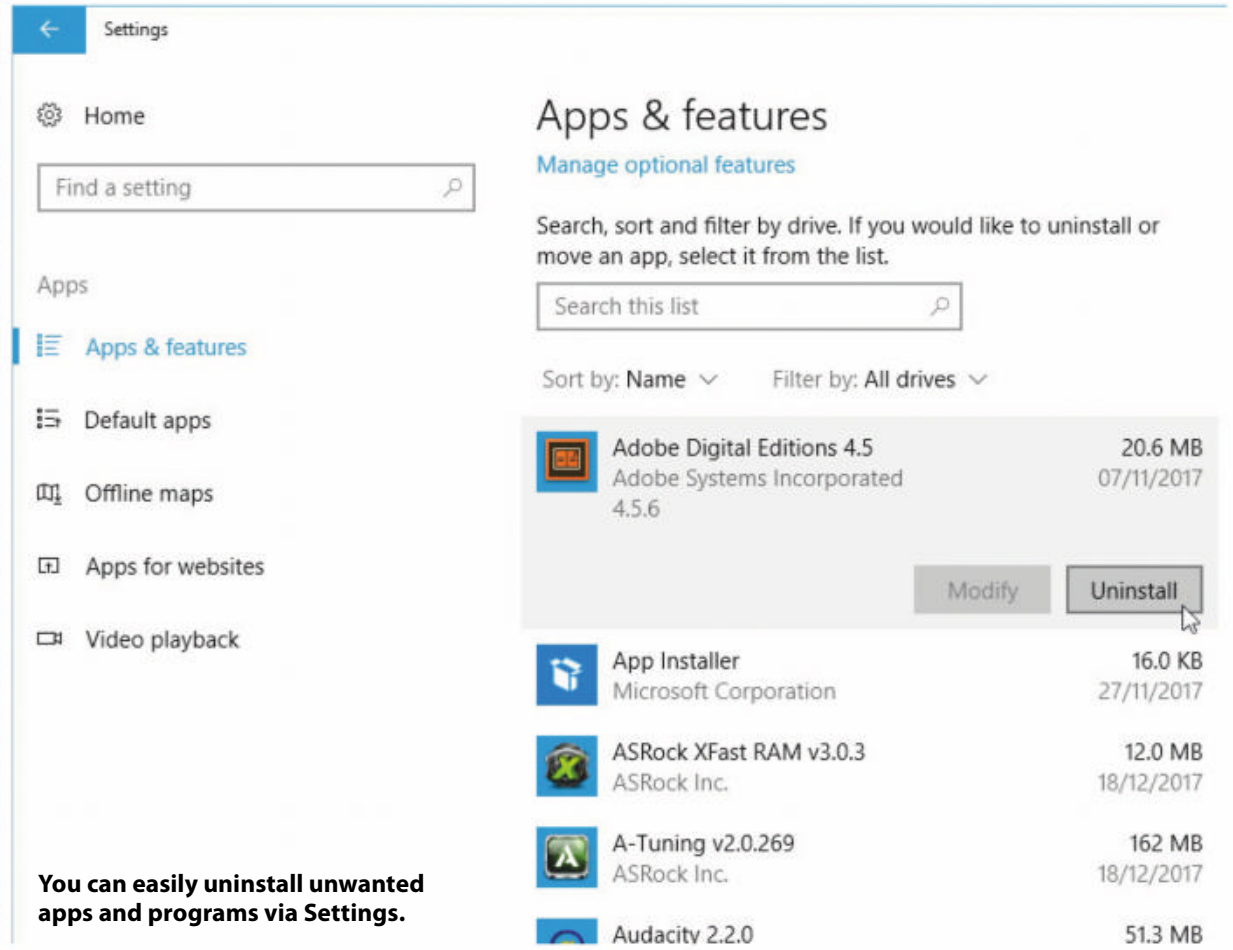 Settings
Home
Find a setting
Apps
Apps & features
Default apps
Offline maps
Apps for websites
Video playback
You can easily uninstall unwanted
apps and programs via Settings.
Apps & features
Manage optional features
Search, sort and filter by drive. If you would like to uninstall or
move an app, select it from the list.
Search this list
Sort by: Name Filter by: All drives
Adobe Digital Editions 4.5 20.6 MB
Adobe Systems Incorporated 07/11/2017
4.5.6
Modify Uninstall
App Installer 16.0 KB
Microsoft Corporation 27/11/2017
ASRock XFast RAM v3.0.3 12.0 MB
ASRock Inc. 18/12/2017
A-Tuning v2.0.269 162 MB
ASRock Inc. 18/12/2017
Audacity 2.2.0 51.3 MB